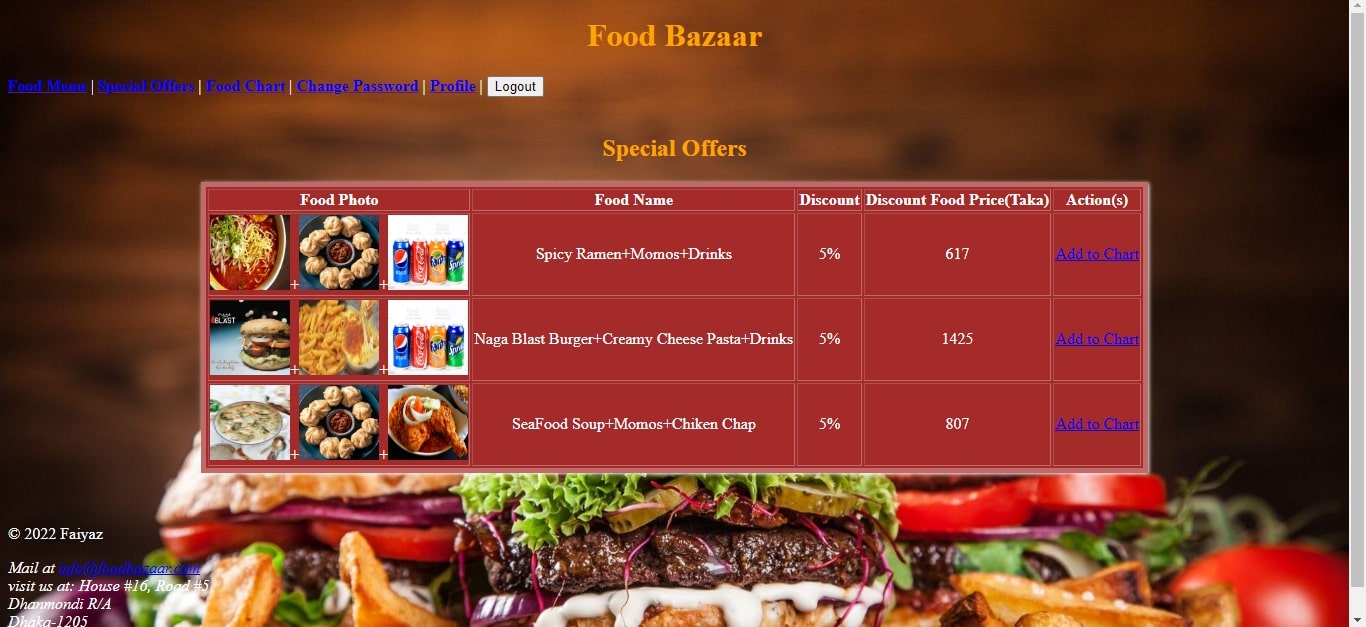 Food Bazaar
Food Menu | Special Offers | Food Chart | Change Password | Profile | Logout
Special Offers
Food Photo Food Name Discount Discount Food Price(Taka) Action(s)
+ + Spicy Ramen+Momos+Drinks 5% 617 Add to Chart
BLAST + + Naga Blast Burger+Creamy Cheese Pasta+Drinks 5% 1425 Add to Chart
+ + SeaFood Soup+Momos+Chiken Chap 5% 807 Add to Chart
© 2022 Faiyaz
Mail at info@foodbazaar.com
visit us at: House #16, Road #5
Dhanmondi R/A
Dhaka-1205